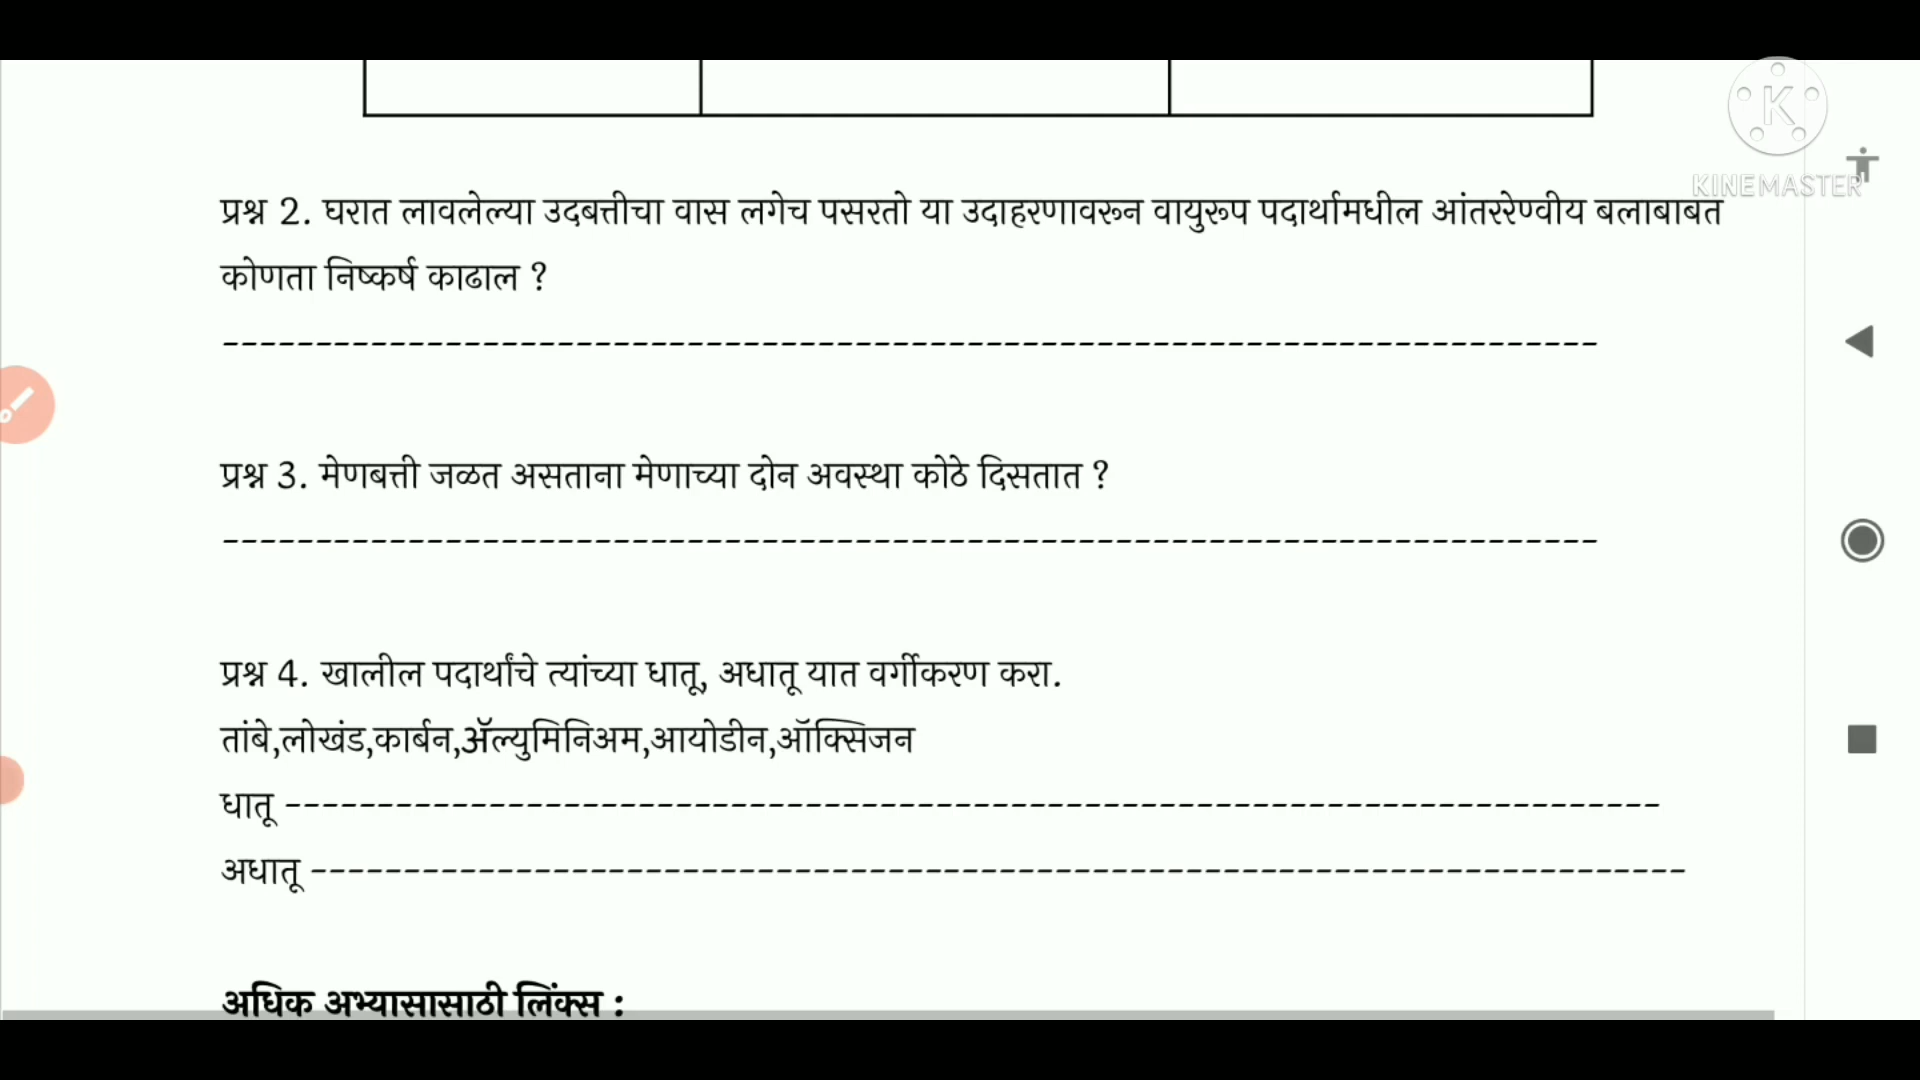 K
KINEMASTER
प्रश्न 2. घरात लावलेल्या उदबत्तीचा वास लगेच पसरतो या उदाहरणावरून वायुरूप पदार्थामधील आंतररेण्वीय बलाबाबत
कोणता निष्कर्ष काढाल ?
--------------------------------------------------------------------------
प्रश्न 3. मेणबत्ती जळत असताना मेणाच्या दोन अवस्था कोठे दिसतात ?
--------------------------------------------------------------------------
प्रश्न 4. खालील पदार्थांचे त्यांच्या धातू, अधातू यात वर्गीकरण करा.
तांबे,लोखंड,कार्बन,ॲल्युमिनिअम,आयोडीन,ऑक्सिजन
धातू --------------------------------------------------------------------------
अधातू --------------------------------------------------------------------------
अधिक अभ्यासासाठी लिंक्स :